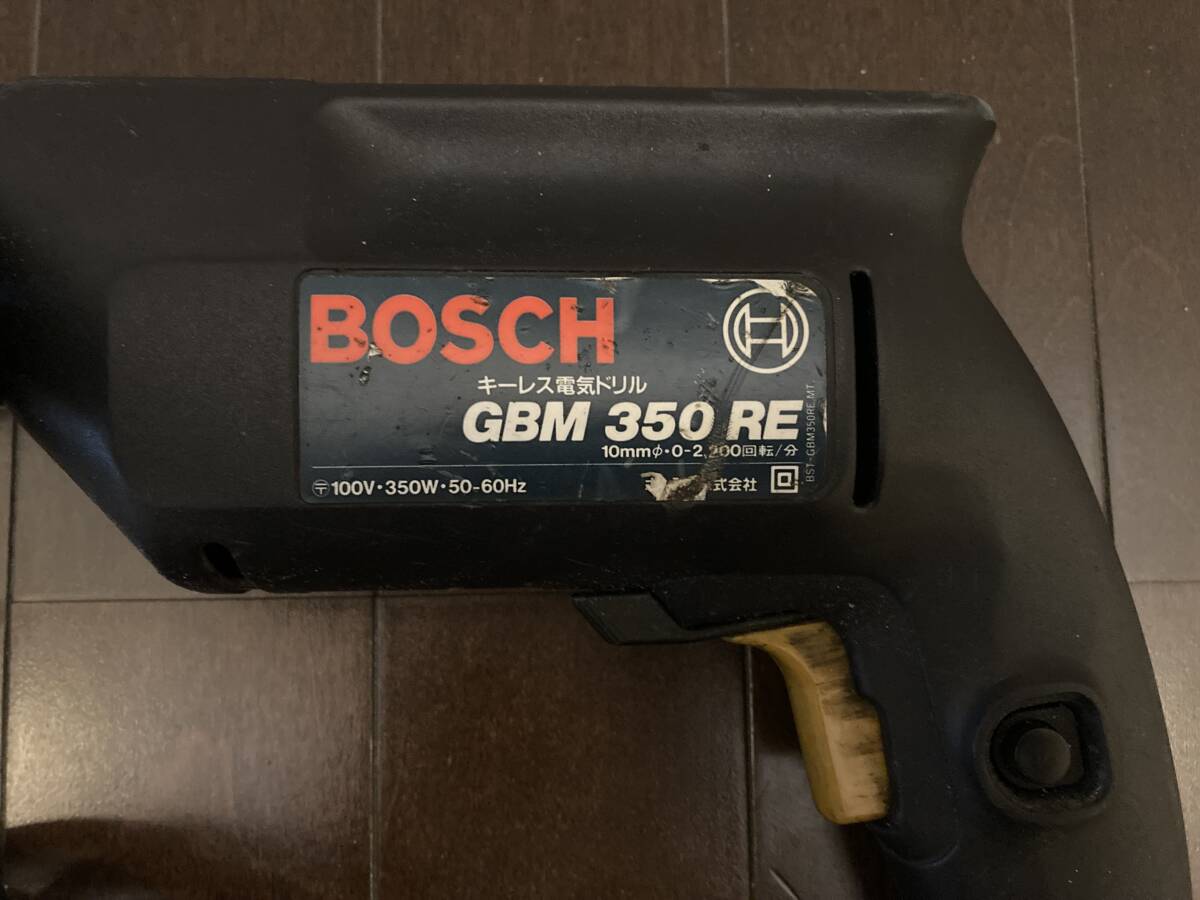 BOSCH
キーレス電気ドリル
GBM 350 RE
10mmφ・0-2,200回転/分
〶100V・350W・50-60Hz
式会社
BST-GBM350RE.MT